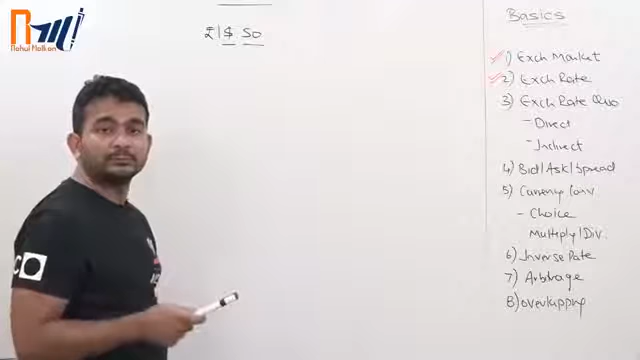 Rahul Malkan
₹/$ 50
Basics
1) Exch Market
2) Exch Rate
3) Exch Rate Quo
- Direct
- Indirect
4) Bid/Ask/Spread
5) Currency Conv.
- Choice
Multiply/Div.
6) Inverse Rate
7) Arbitrage
8) Overlapping